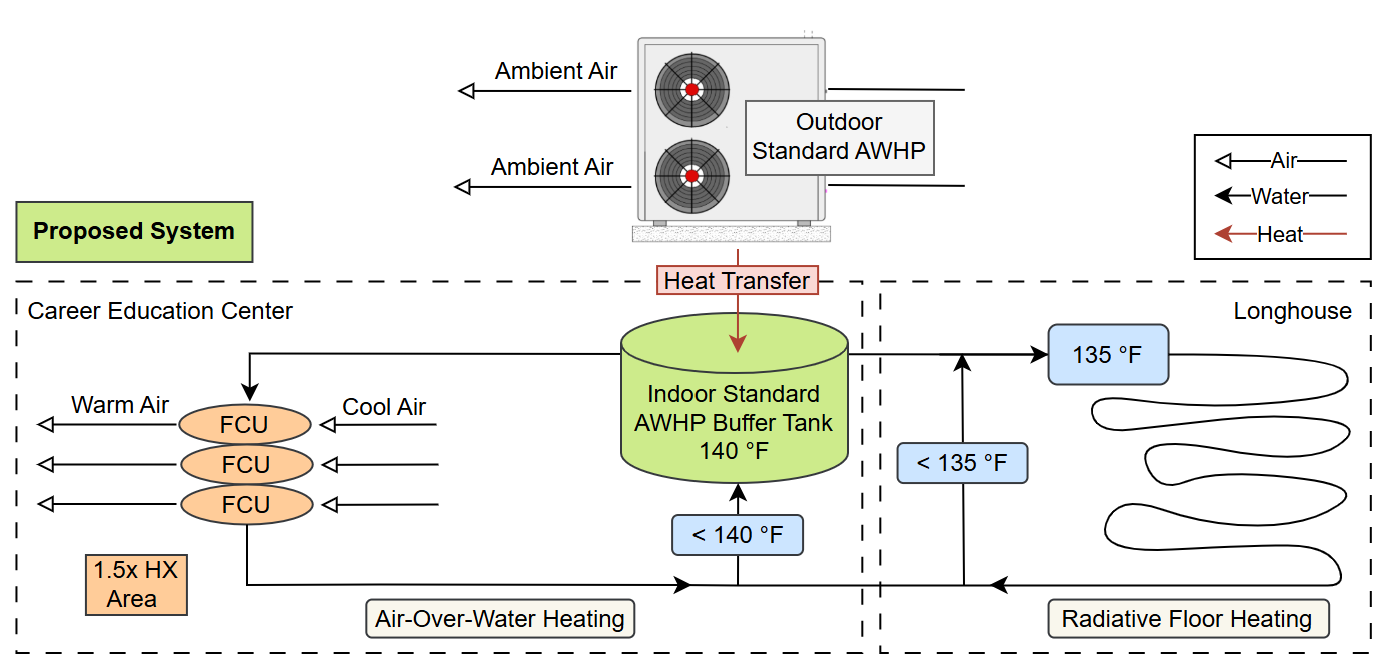 Ambient Air
Outdoor
Standard AWHP
Ambient Air
Air
Water
Heat
Proposed System
Heat Transfer
Career Education Center
Longhouse
135 °F
Indoor Standard
AWHP Buffer Tank
140 °F
Warm Air
FCU
Cool Air
FCU
FCU
< 135 °F
< 140 °F
1.5x HX
Area
Air-Over-Water Heating
Radiative Floor Heating